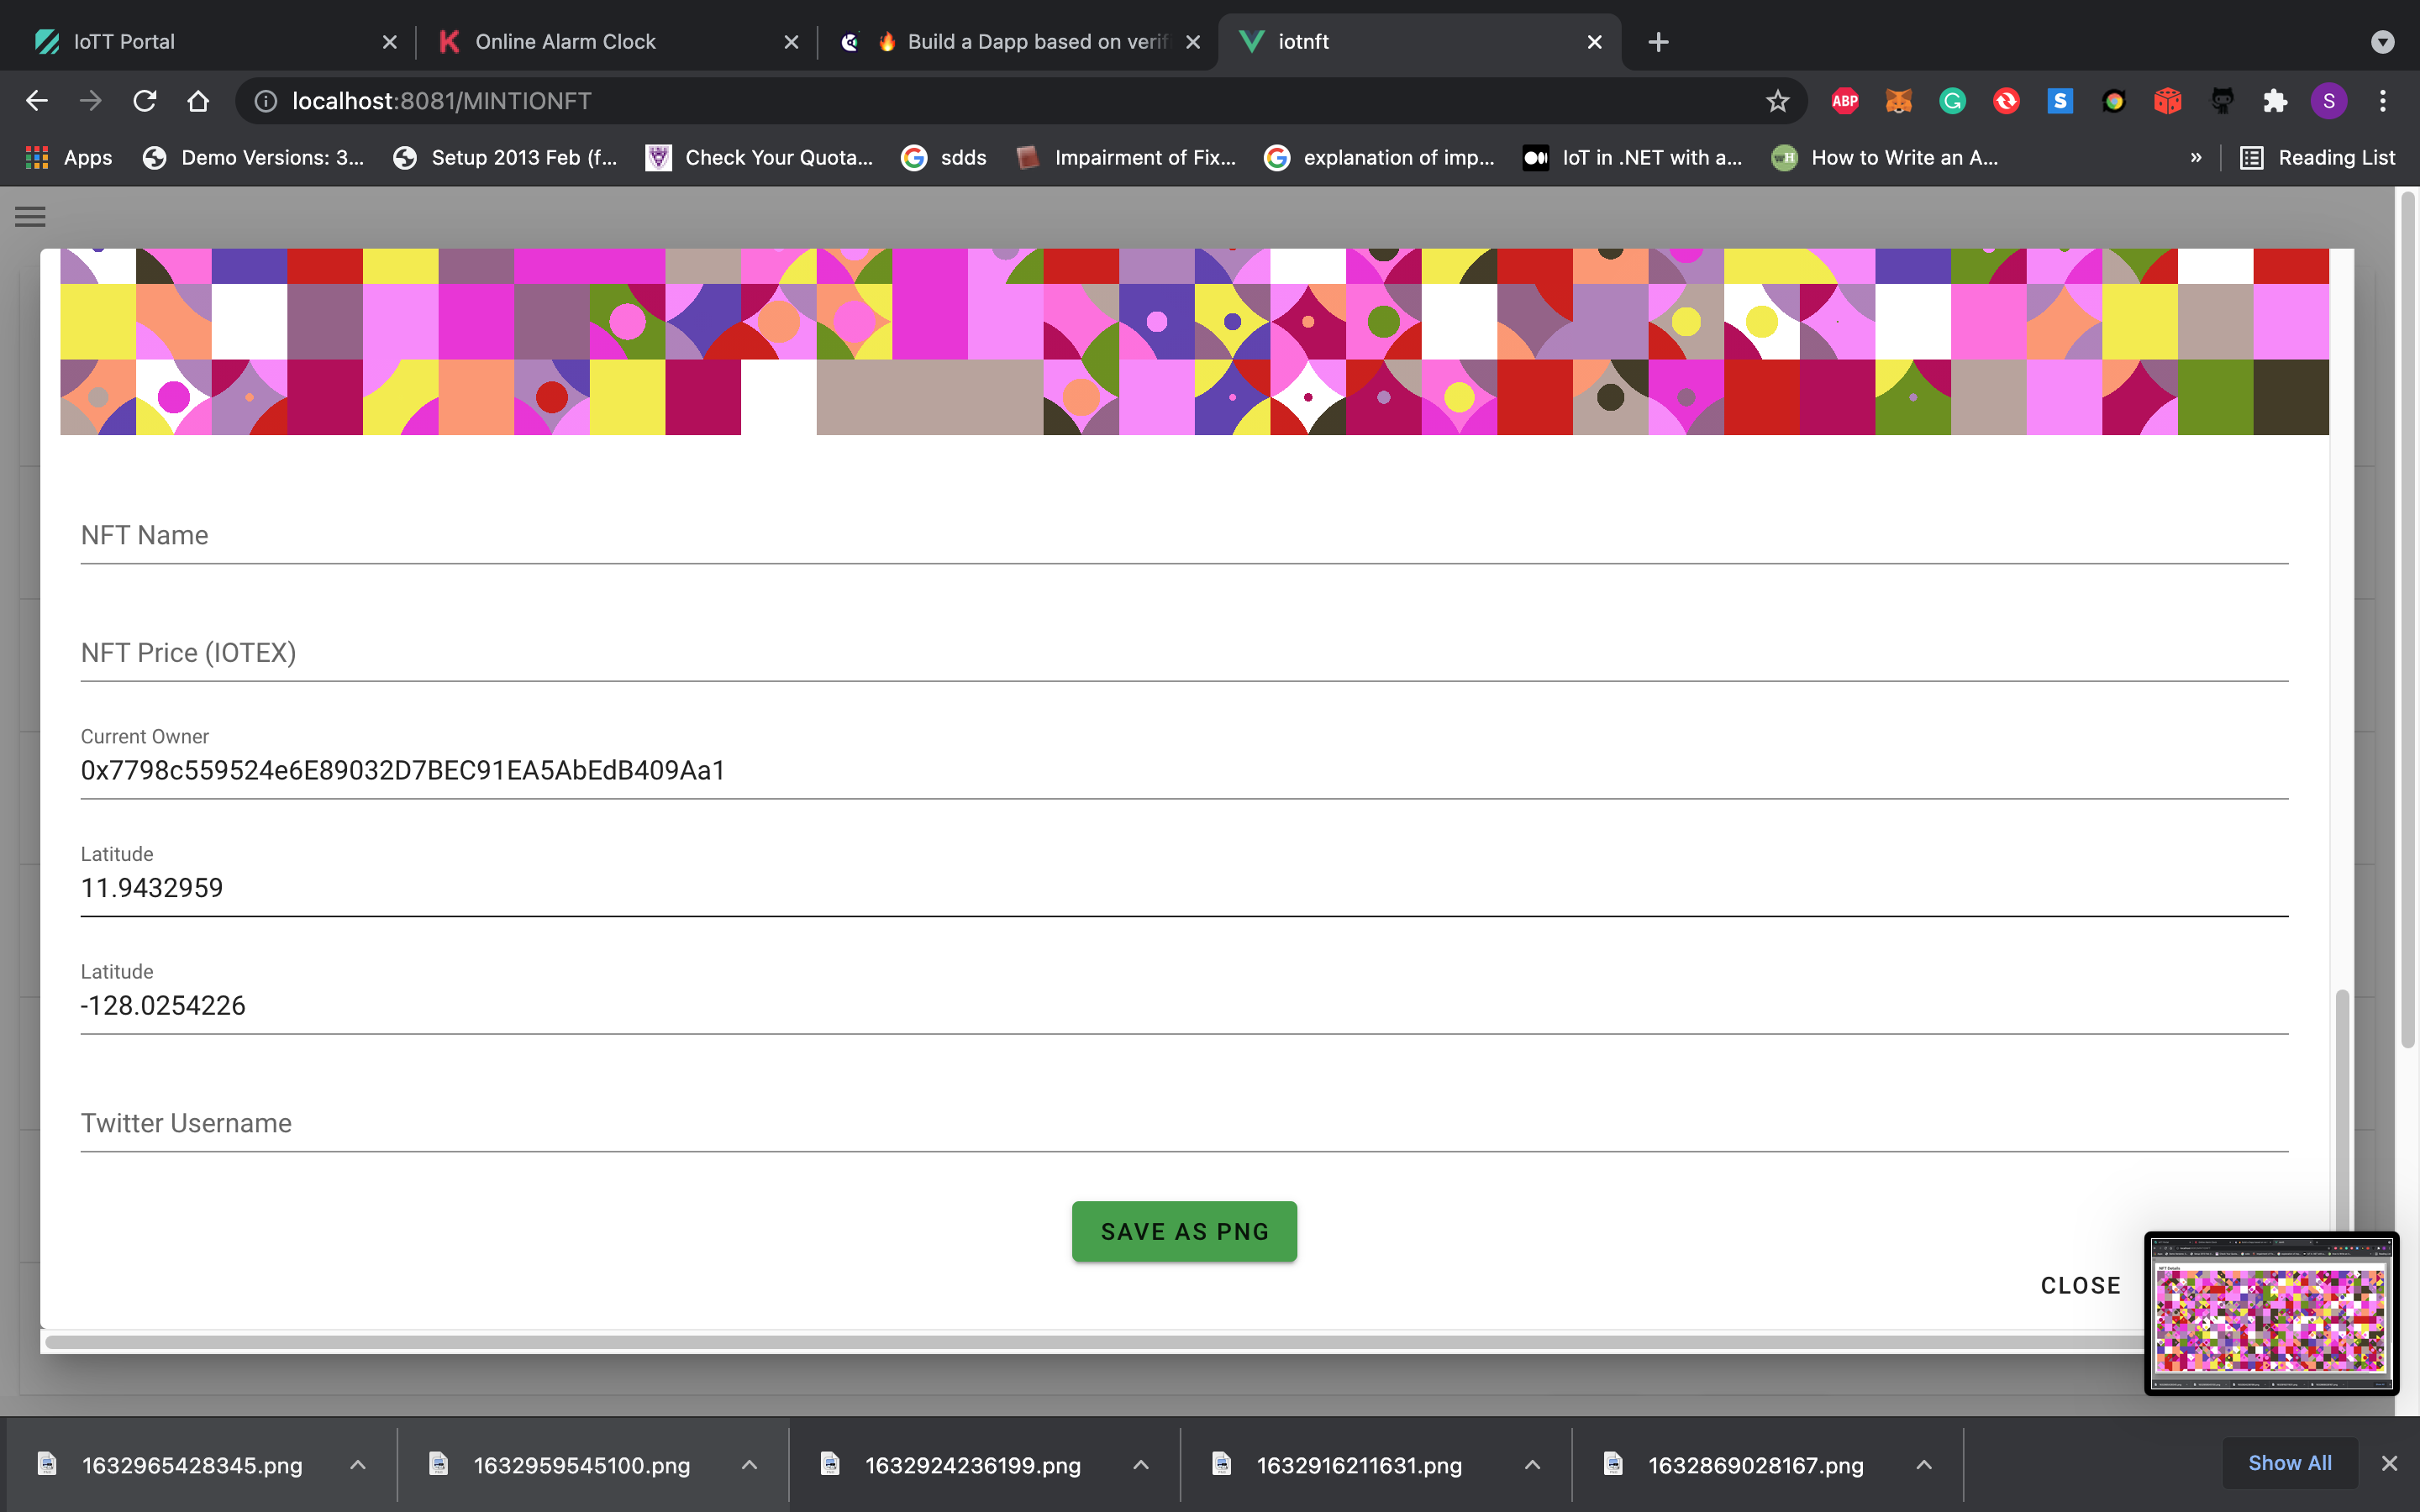 IoTT Portal
Online Alarm Clock
🔥 Build a Dapp based on verif
iotnft
localhost:8081/MINTIONFT
ABP
S
S
Apps
Demo Versions: 3...
Setup 2013 Feb (f...
Check Your Quota...
sdds
Impairment of Fix...
explanation of imp...
IoT in .NET with a...
How to Write an A...
»
Reading List
NFT Name
NFT Price (IOTEX)
Current Owner
0x7798c559524e6E89032D7BEC91EA5AbEdB409Aa1
Latitude
11.9432959
Latitude
-128.0254226
Twitter Username
SAVE AS PNG
CLOSE
1632965428345.png
1632959545100.png
1632924236199.png
1632916211631.png
1632869028167.png
Show All